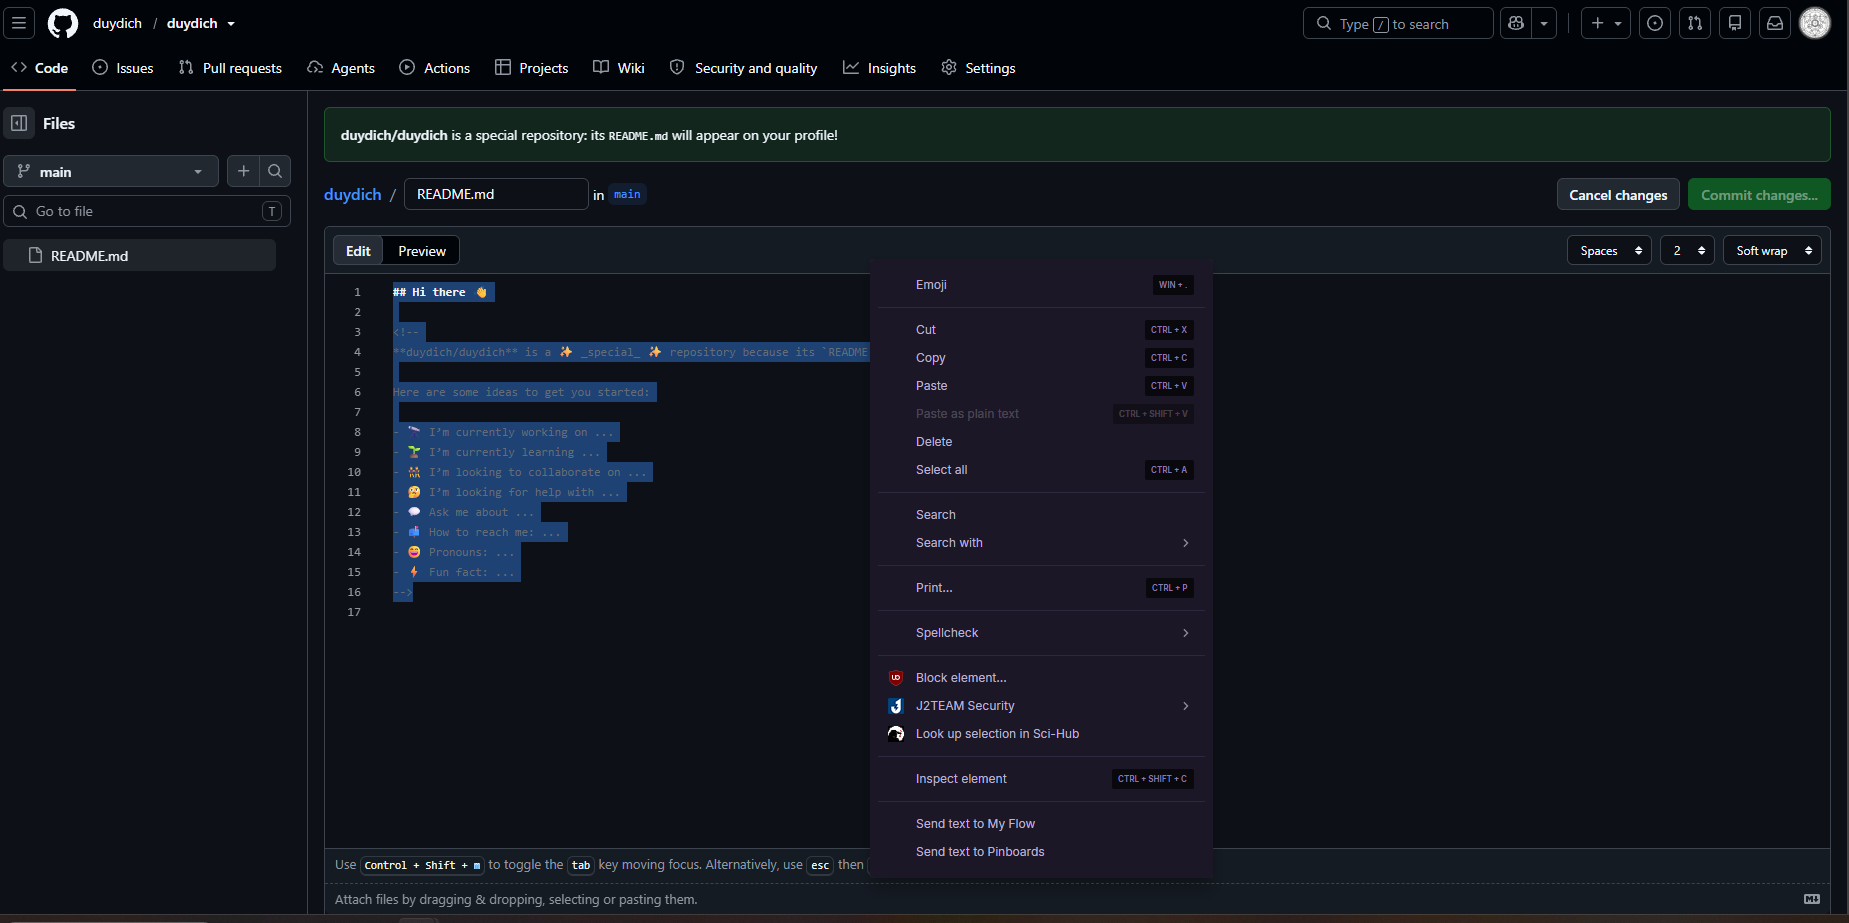 duydich / duydich
Type / to search
Code
Issues
Pull requests
Agents
Actions
Projects
Wiki
Security and quality
Insights
Settings
Files
main
Go to file
T
README.md
duydich/duydich is a special repository: its README.md will appear on your profile!
duydich / README.md in main
Cancel changes
Commit changes...
Edit
Preview
Spaces
2
Soft wrap
1 ## Hi there 👋
2
3 <!--
4 **duydich/duydich** is a ✨ _special_ ✨ repository because its `README
5
6 Here are some ideas to get you started:
7
8 - 🔭 I’m currently working on ...
9 - 🌱 I’m currently learning ...
10 - 👯 I’m looking to collaborate on ...
11 - 🤔 I’m looking for help with ...
12 - 💬 Ask me about ...
13 - 📫 How to reach me: ...
14 - 😄 Pronouns: ...
15 - ⚡ Fun fact: ...
16 -->
17
Emoji WIN + .
Cut CTRL + X
Copy CTRL + C
Paste CTRL + V
Paste as plain text CTRL + SHIFT + V
Delete
Select all CTRL + A
Search
Search with
Print... CTRL + P
Spellcheck
Block element...
J2TEAM Security
Look up selection in Sci-Hub
Inspect element CTRL + SHIFT + C
Send text to My Flow
Send text to Pinboards
Use Control + Shift + m to toggle the tab key moving focus. Alternatively, use esc then
Attach files by dragging & dropping, selecting or pasting them.